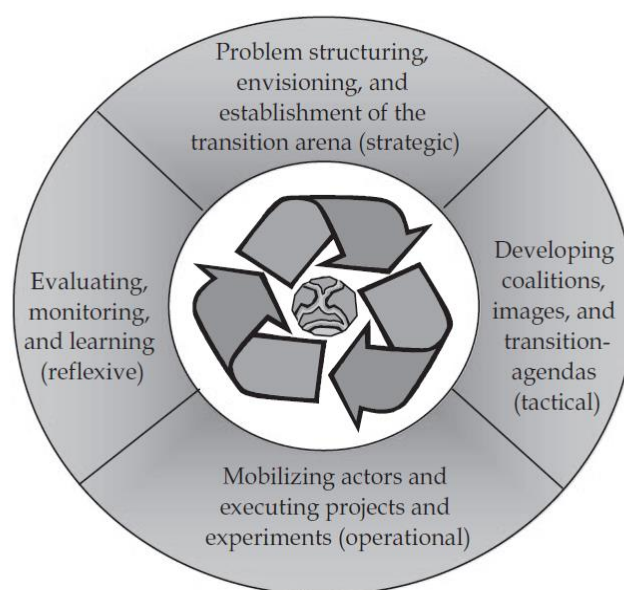 Problem structuring,
envisioning, and
establishment of the
transition arena (strategic)
Developing
coalitions,
images, and
transition-
agendas
(tactical)
Mobilizing actors and
executing projects and
experiments (operational)
Evaluating,
monitoring,
and learning
(reflexive)